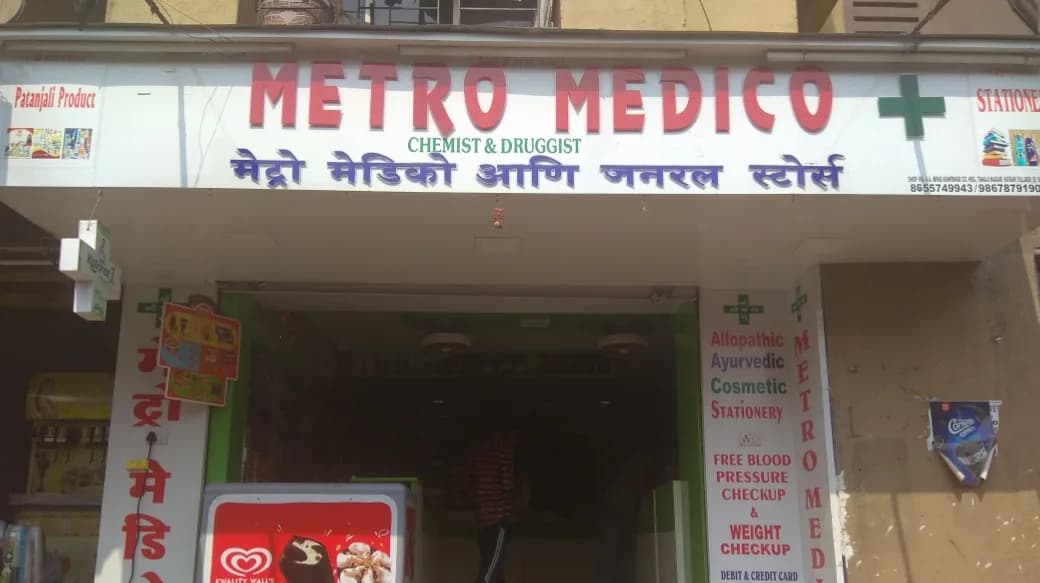 METRO MEDICO
CHEMIST & DRUGGIST
मेट्रो मेडिको आणि जनरल स्टोर्स
Patanjali Product
STATIONE
8655749943 / 986787919
मेट्रो मेडि
Allopathic
Ayurvedic
Cosmetic
STATIONERY
FREE BLOOD
PRESSURE
CHECKUP
&
WEIGHT
CHECKUP
DEBIT & CREDIT CARD
METRO MEDI
KWALITY WALL'S